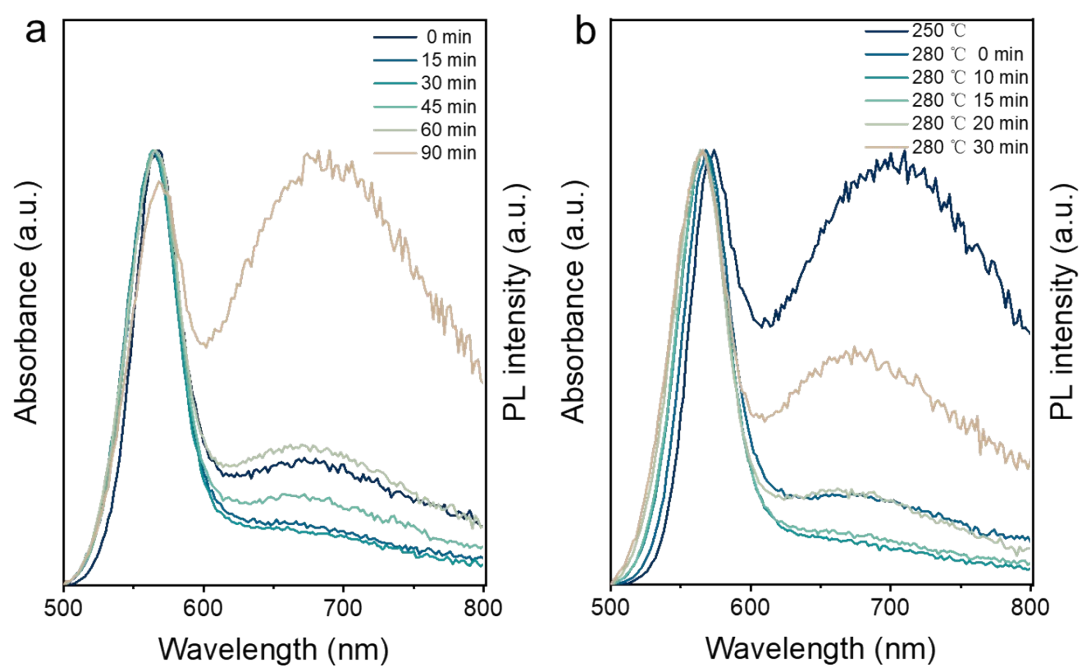 a
0 min
15 min
30 min
45 min
60 min
90 min
Absorbance (a.u.)
PL intensity (a.u.)
500
600
700
800
Wavelength (nm)
b
250 ℃
280 ℃ 0 min
280 ℃ 10 min
280 ℃ 15 min
280 ℃ 20 min
280 ℃ 30 min
Absorbance (a.u.)
PL intensity (a.u.)
500
600
700
800
Wavelength (nm)